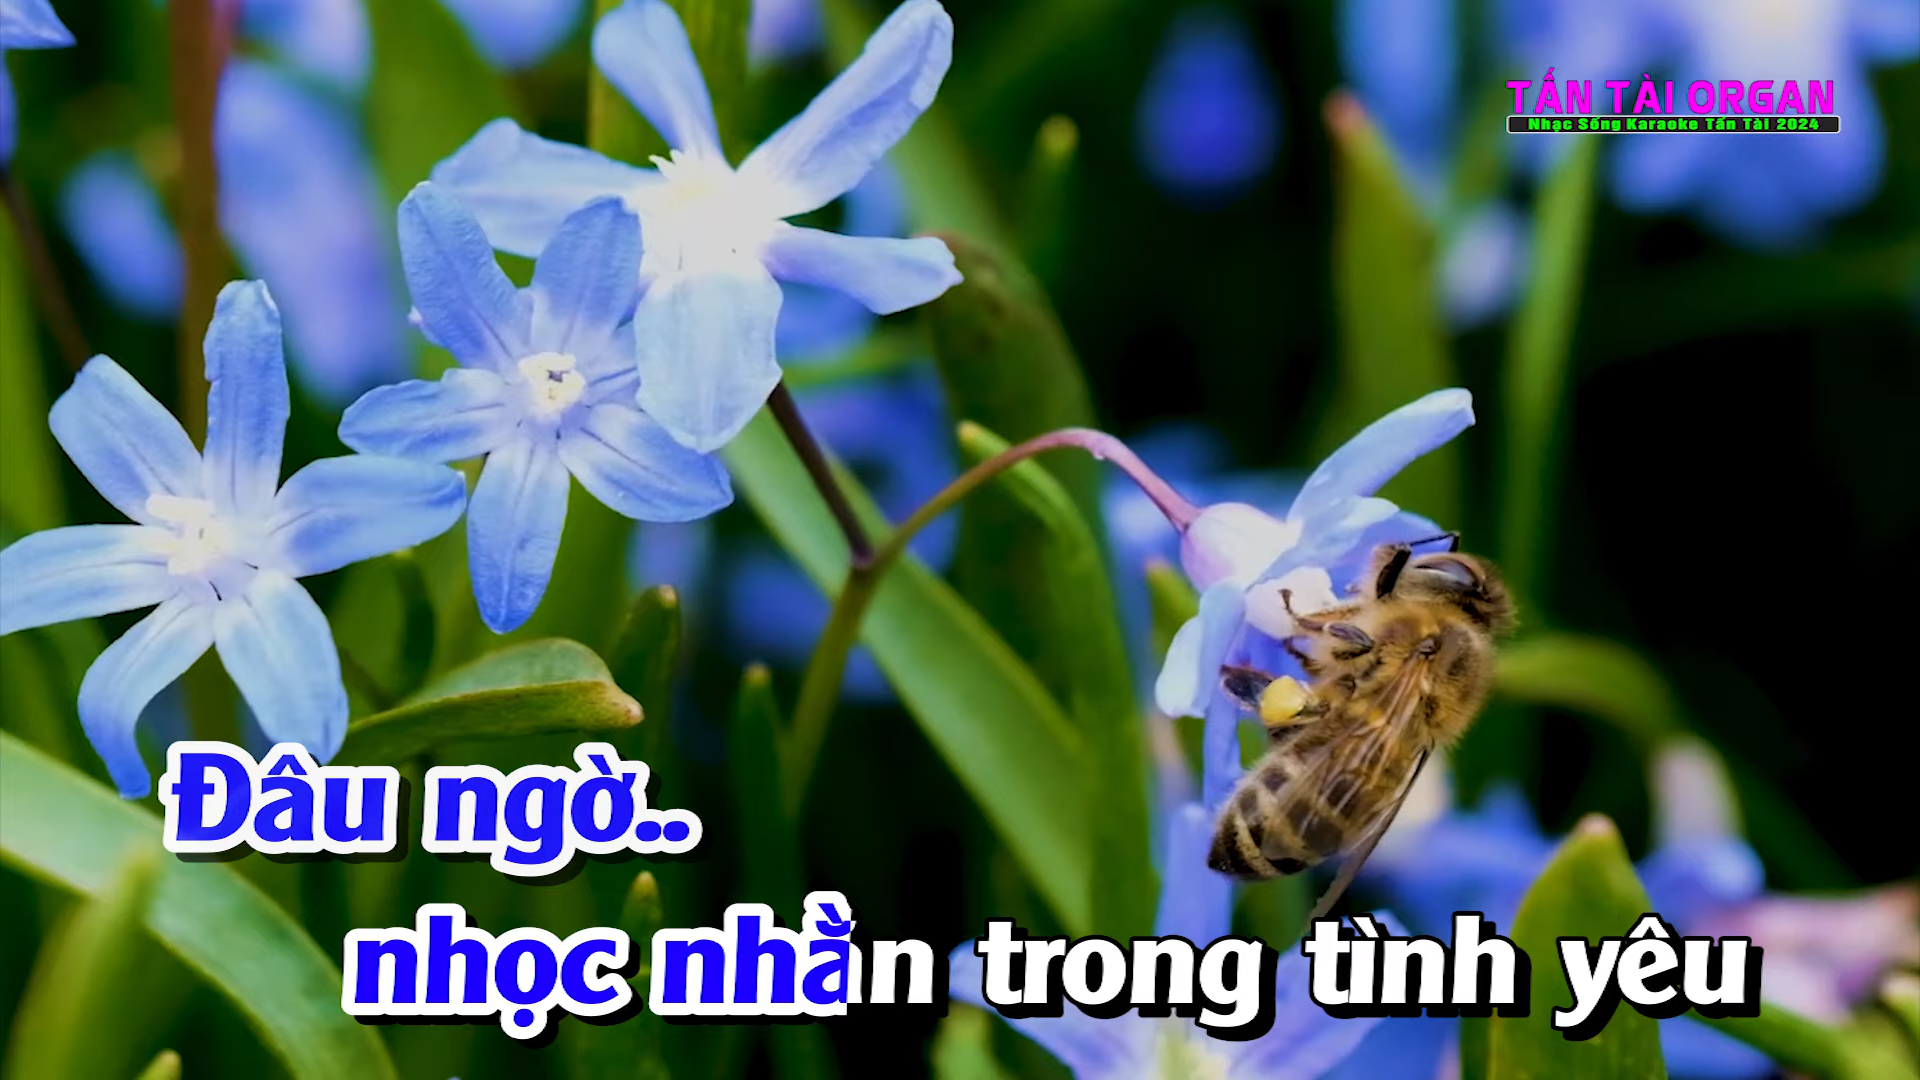 TẤN TÀI ORGAN
Nhạc Sống Karaoke Tấn Tài 2024
Đâu ngờ..
nhọc nhằn trong tình yêu